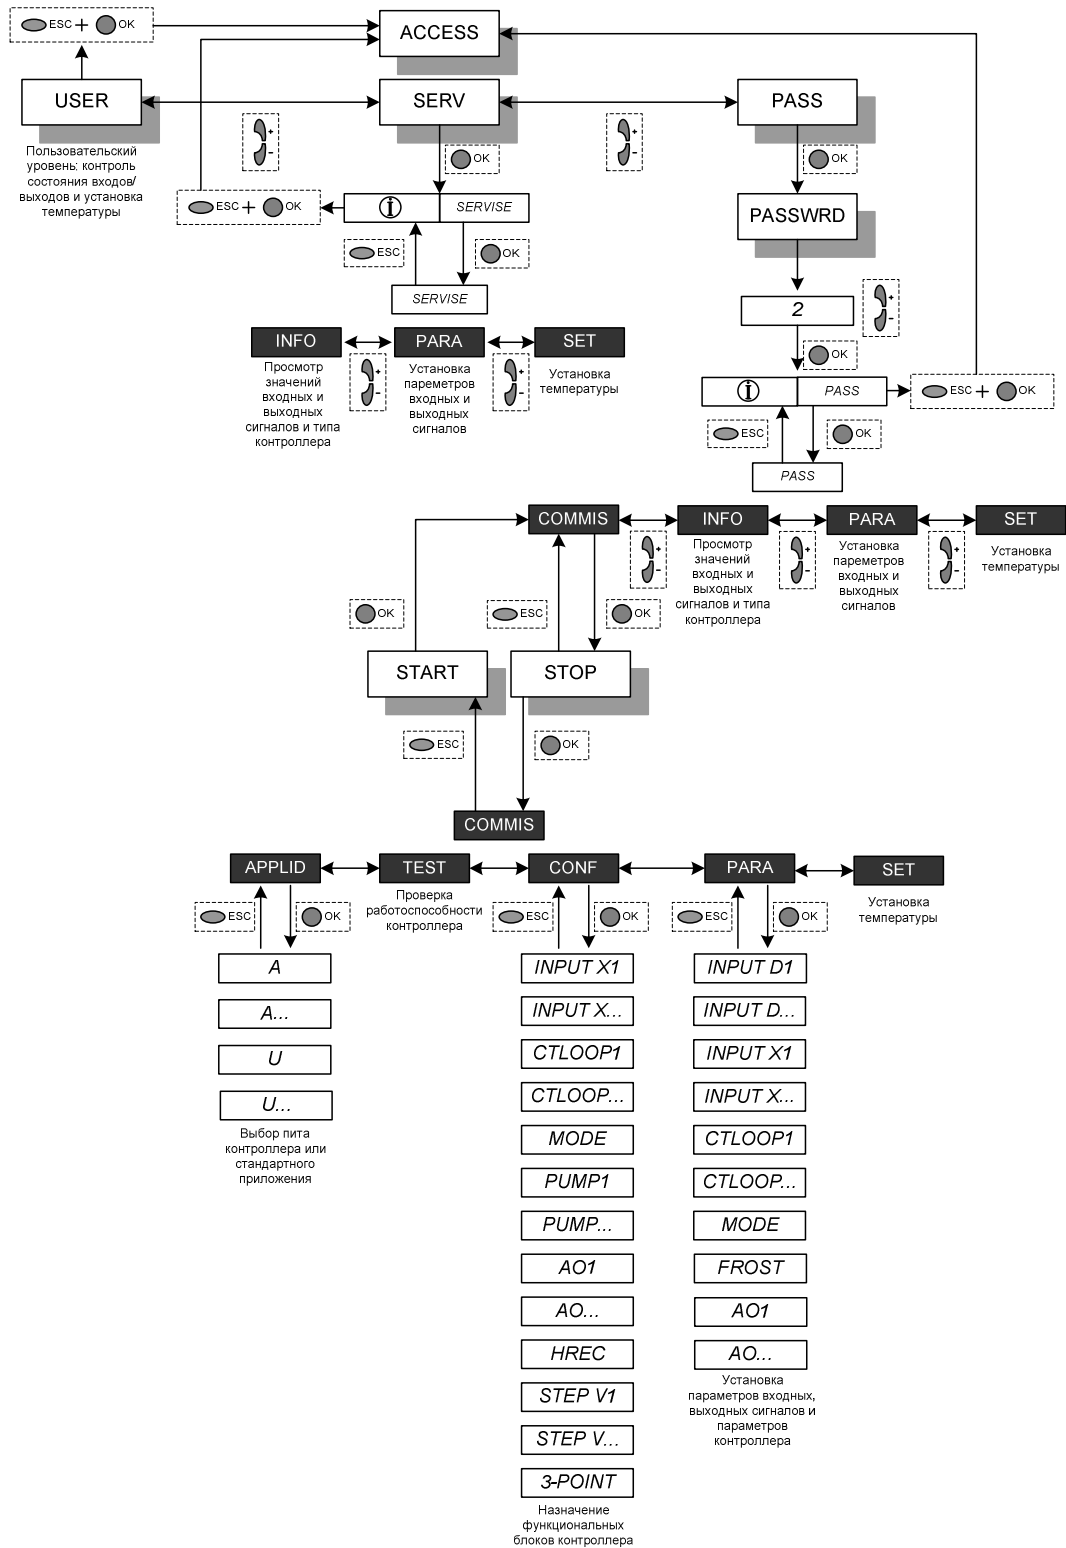 ESC + OK
ACCESS
USER
SERV
PASS
Пользовательский
уровень: контроль
состояния входов/
выходов и установка
температуры
+
-
OK
+
-
OK
ESC + OK
i SERVISE
PASSWRD
ESC
OK
SERVISE
2
+
-
INFO
PARA
SET
OK
Просмотр
значений
входных и
выходных
сигналов и типа
контроллера
+
-
Установка
пареметров
входных и
выходных
сигналов
+
-
Установка
температуры
i PASS
ESC + OK
ESC
OK
PASS
COMMIS
INFO
PARA
SET
+
-
Просмотр
значений
входных и
выходных
сигналов и типа
контроллера
+
-
Установка
пареметров
входных и
выходных
сигналов
+
-
Установка
температуры
OK
ESC
OK
START
STOP
ESC
OK
COMMIS
APPLID
TEST
CONF
PARA
SET
ESC
OK
Проверка
работоспособности
контроллера
ESC
OK
ESC
OK
Установка
температуры
A
A...
U
U...
Выбор пита
контроллера или
стандартного
приложения
INPUT X1
INPUT X...
CTLOOP1
CTLOOP...
MODE
PUMP1
PUMP...
AO1
AO...
HREC
STEP V1
STEP V...
3-POINT
Назначение
функциональных
блоков контроллера
INPUT D1
INPUT D...
INPUT X1
INPUT X...
CTLOOP1
CTLOOP...
MODE
FROST
AO1
AO...
Установка
параметров входных,
выходных сигналов и
параметров
контроллера